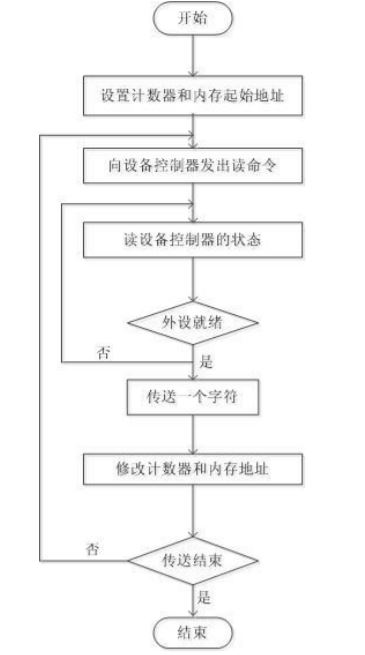 开始
设置计数器和内存起始地址
向设备控制器发出读命令
读设备控制器的状态
外设就绪
否
是
传送一个字符
修改计数器和内存地址
否
传送结束
是
结束